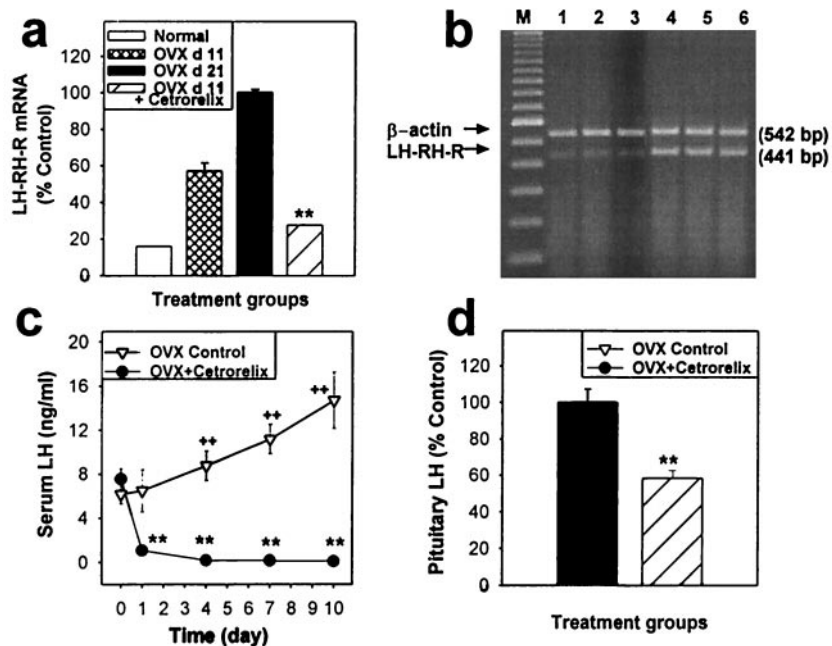 a
Normal
OVX d 11
OVX d 21
OVX d 11
+ Cetrorelix
LH-RH-R mRNA
(% Control)
100
80
60
40
20
0
**
Treatment groups
b
M 1 2 3 4 5 6
β-actin
LH-RH-R
(542 bp)
(441 bp)
c
OVX Control
OVX+Cetrorelix
Serum LH (ng/ml)
20
16
12
8
4
0
++ ++ ++
** ** ** **
0 1 2 3 4 5 6 7 8 9 10
Time (day)
d
OVX Control
OVX+Cetrorelix
Pituitary LH (% Control)
120
100
80
60
40
20
0
**
Treatment groups